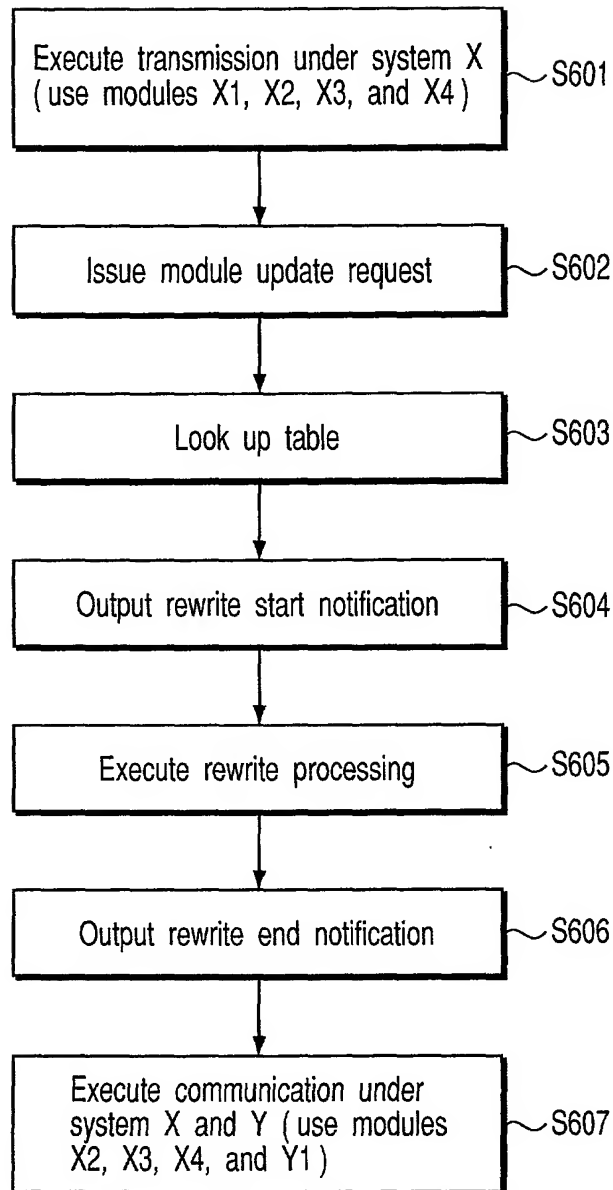 Execute transmission under system X
( use modules X1, X2, X3, and X4 )
S601
Issue module update request
S602
Look up table
S603
Output rewrite start notification
S604
Execute rewrite processing
S605
Output rewrite end notification
S606
Execute communication under
system X and Y ( use modules
X2, X3, X4, and Y1 )
S607